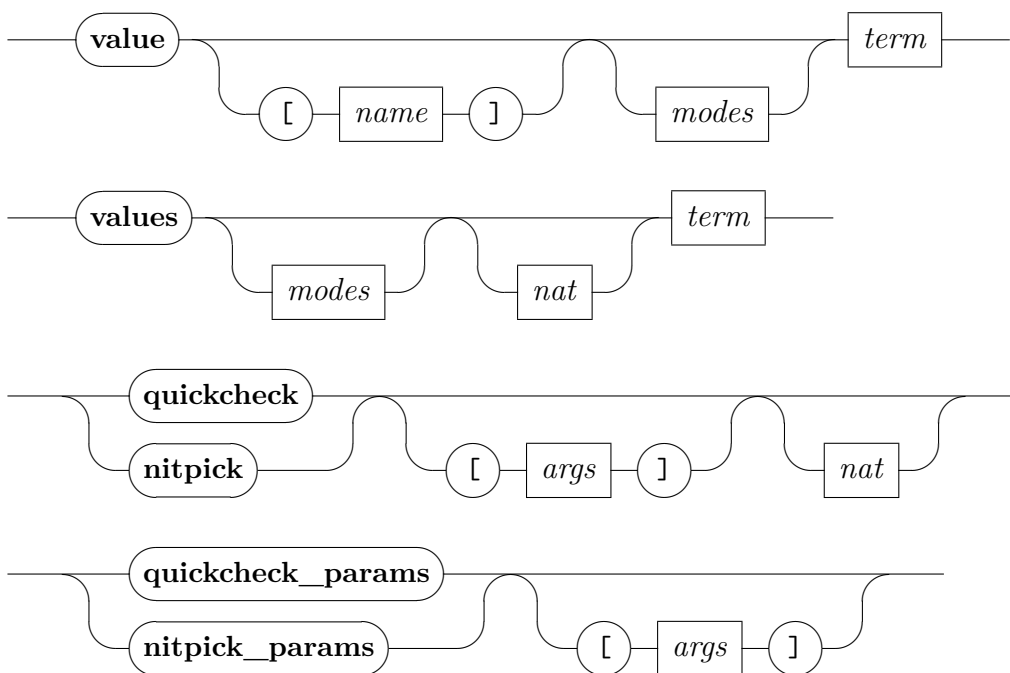 value term
[ name ] modes
values term
modes nat
quickcheck
nitpick [ args ] nat
quickcheck_params
nitpick_params [ args ]